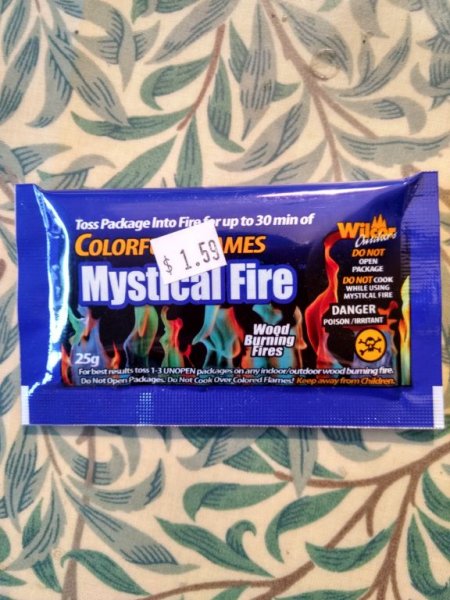 Toss Package Into Fire for up to 30 min of
COLORF MES
$ 1.59
Mystical Fire
Wood
Burning
Fires
25g
For best results toss 1-3 UNOPEN packages on any indoor/outdoor wood burning fire.
Do Not Open Packages, Do Not Cook Over Colored Flames! Keep away from Children.
Wilcor
Outdoors
DO NOT
OPEN
PACKAGE
DO NOT COOK
WHILE USING
MYSTICAL FIRE
DANGER
POISON/IRRITANT